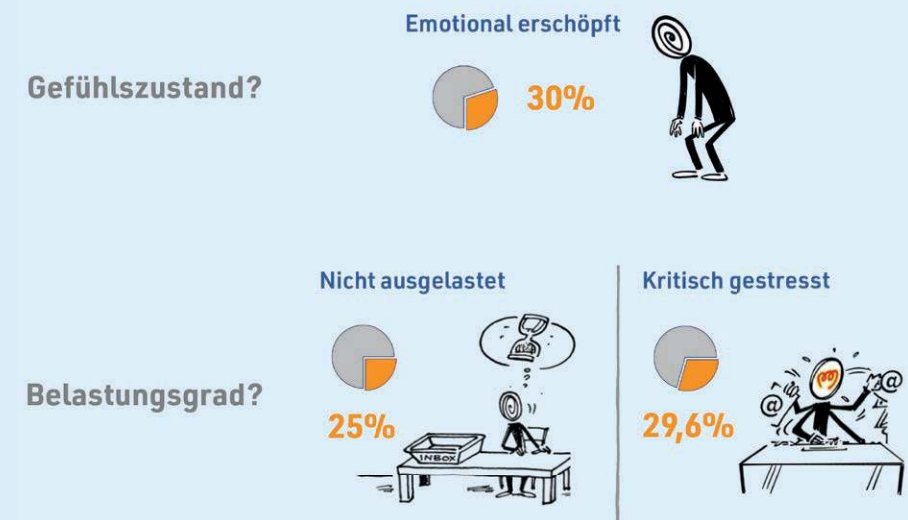 Emotional erschöpft
Gefühlszustand?
30%
Nicht ausgelastet
Kritisch gestresst
Belastungsgrad?
25%
INBOX
29,6%
@
@